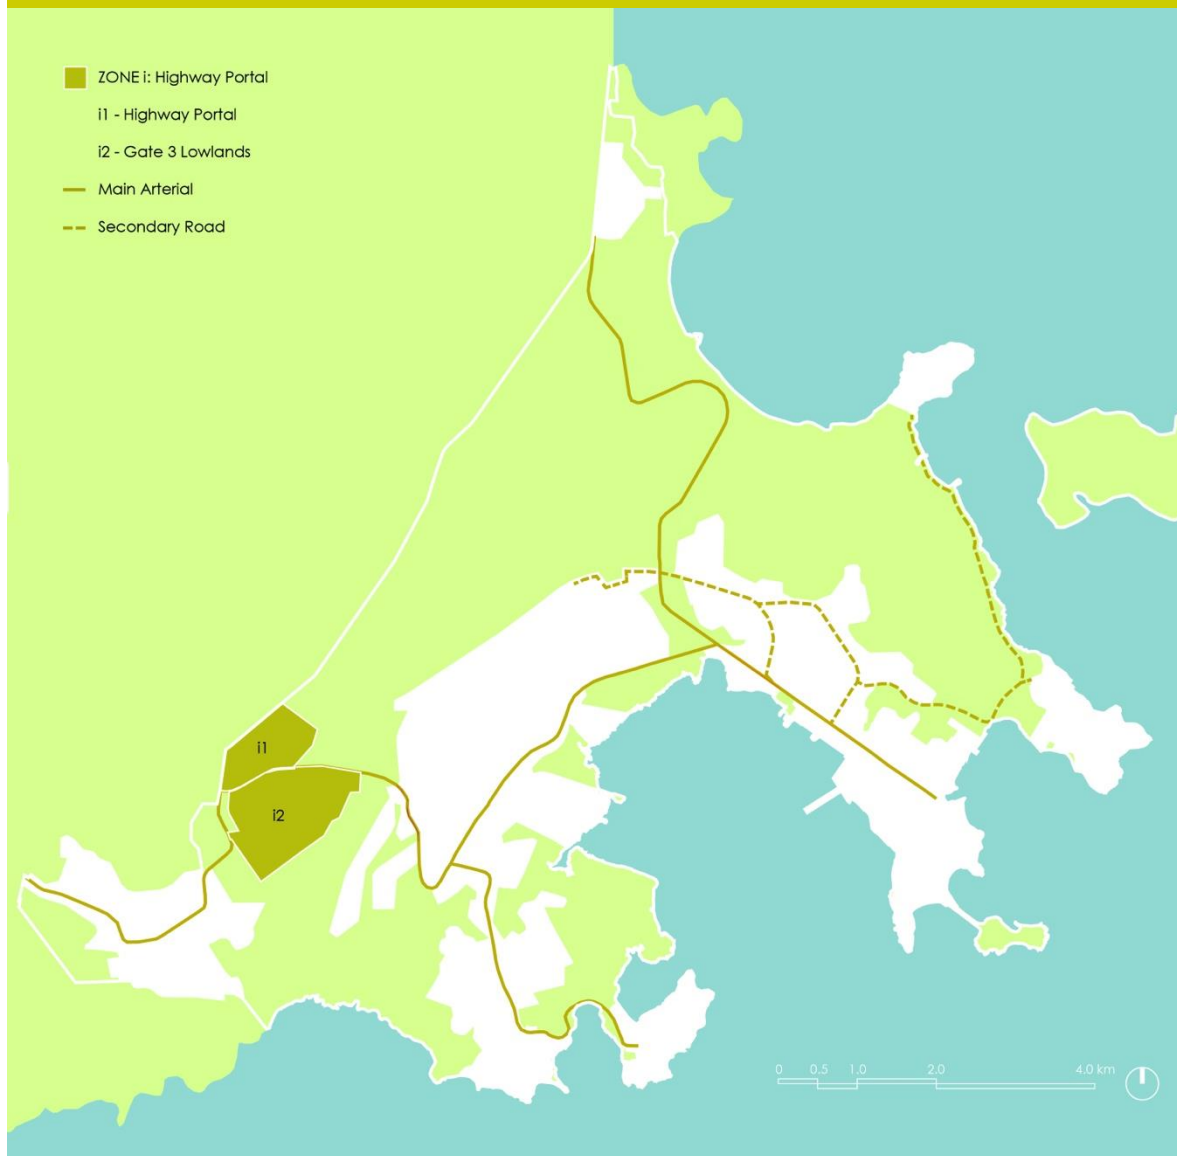 ZONE i: Highway Portal
i1 - Highway Portal
i2 - Gate 3 Lowlands
Main Arterial
Secondary Road
i1
i2
0 0.5 1.0 2.0 4.0 km